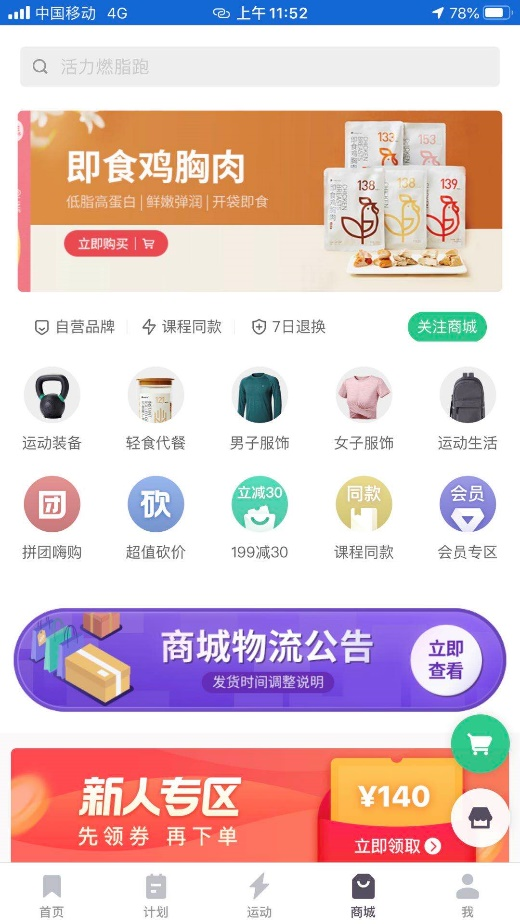 中国移动 4G 上午11:52 78%
活力燃脂跑
即食鸡胸肉
低脂高蛋白 | 鲜嫩弹润 | 开袋即食
立即购买
133
153
138
138
139
自营品牌 课程同款 7日退换 关注商城
运动装备 轻食代餐 男子服饰 女子服饰 运动生活
团 砍 立减30 同款 会员
拼团嗨购 超值砍价 199减30 课程同款 会员专区
商城物流公告
发货时间调整说明
立即
查看
新人专区
先领券 再下单
¥140
立即领取
首页 计划 运动 商城 我